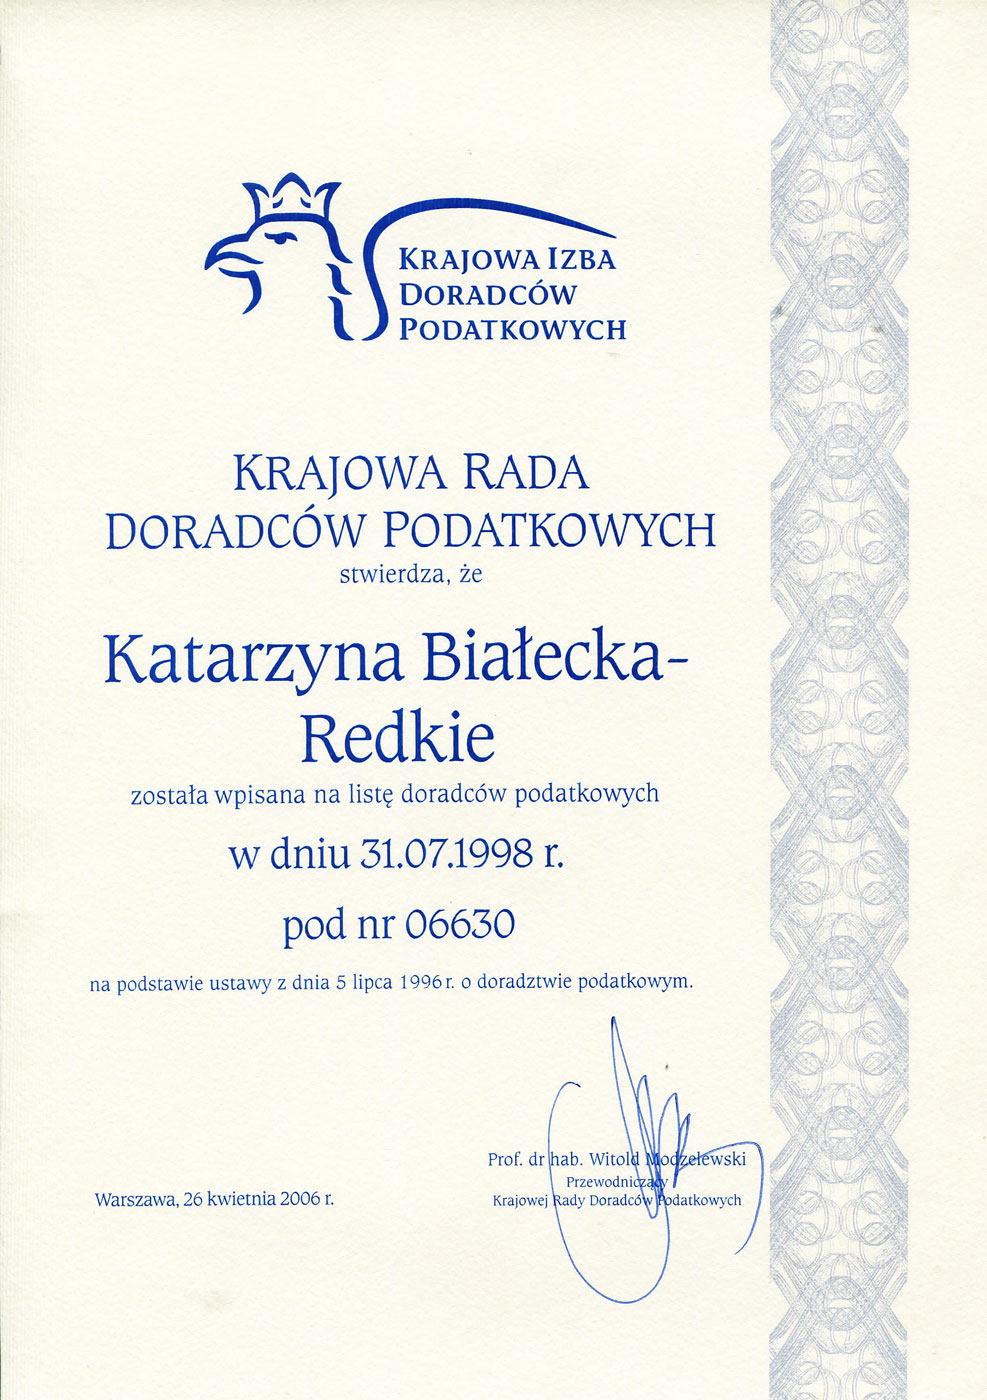 KRAJOWA IZBA
DORADCÓW
PODATKOWYCH
KRAJOWA RADA
DORADCÓW PODATKOWYCH
stwierdza, że
Katarzyna Białecka-
Redkie
została wpisana na listę doradców podatkowych
w dniu 31.07.1998 r.
pod nr 06630
na podstawie ustawy z dnia 5 lipca 1996 r. o doradztwie podatkowym.
Prof. dr hab. Witold Modzelewski
Przewodniczący
Krajowej Rady Doradców Podatkowych
Warszawa, 26 kwietnia 2006 r.